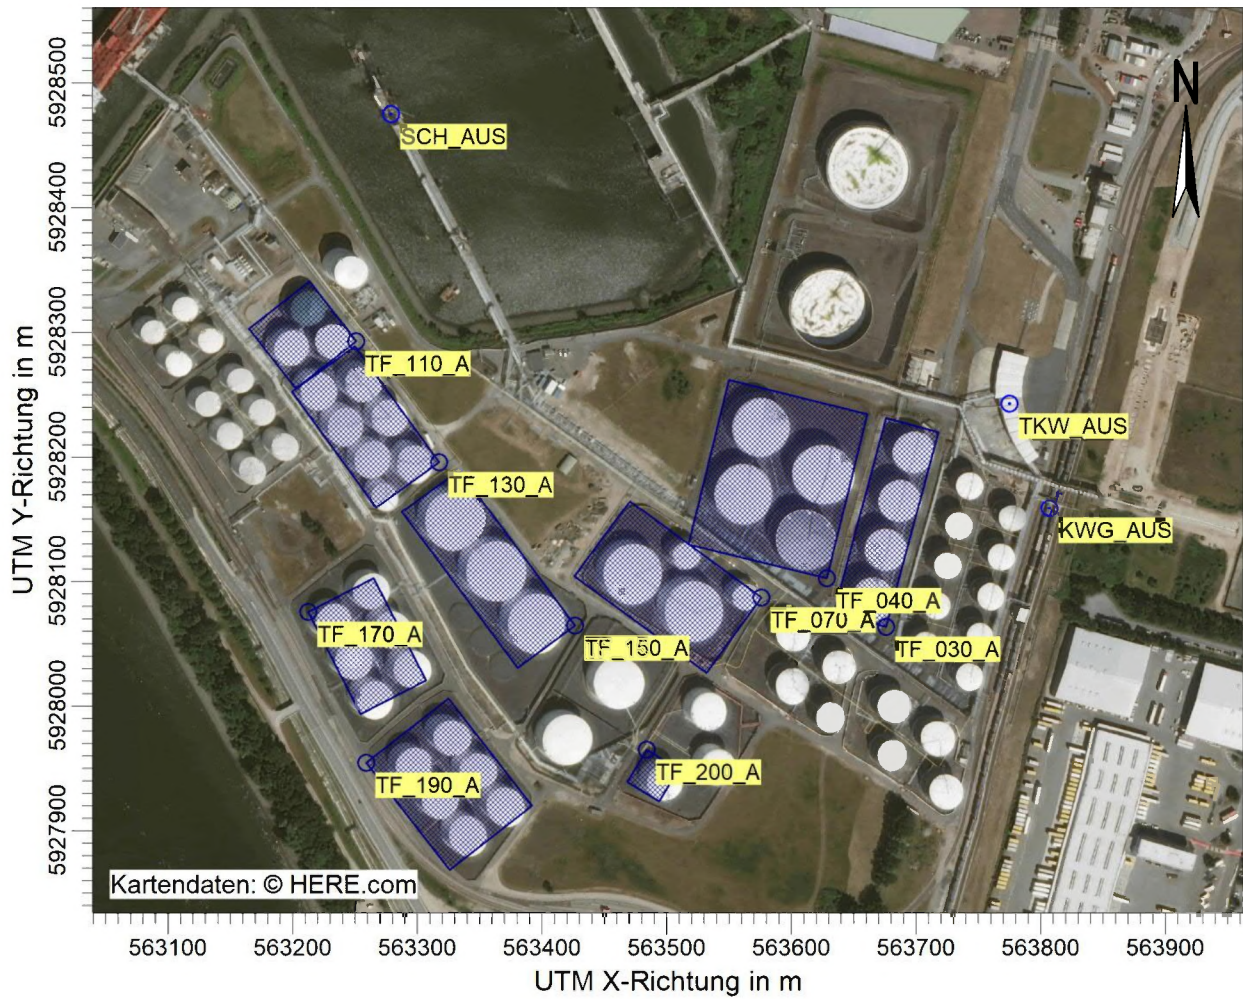 N
SCH_AUS
TF_110_A
TKW_AUS
TF_130_A
KWG_AUS
TF_040_A
TF_070_A
TF_170_A
TF_150_A
TF_030_A
TF_200_A
TF_190_A
Kartendaten: © HERE.com
UTM Y-Richtung in m
5928500
5928400
5928300
5928200
5928100
5928000
5927900
563100 563200 563300 563400 563500 563600 563700 563800 563900
UTM X-Richtung in m